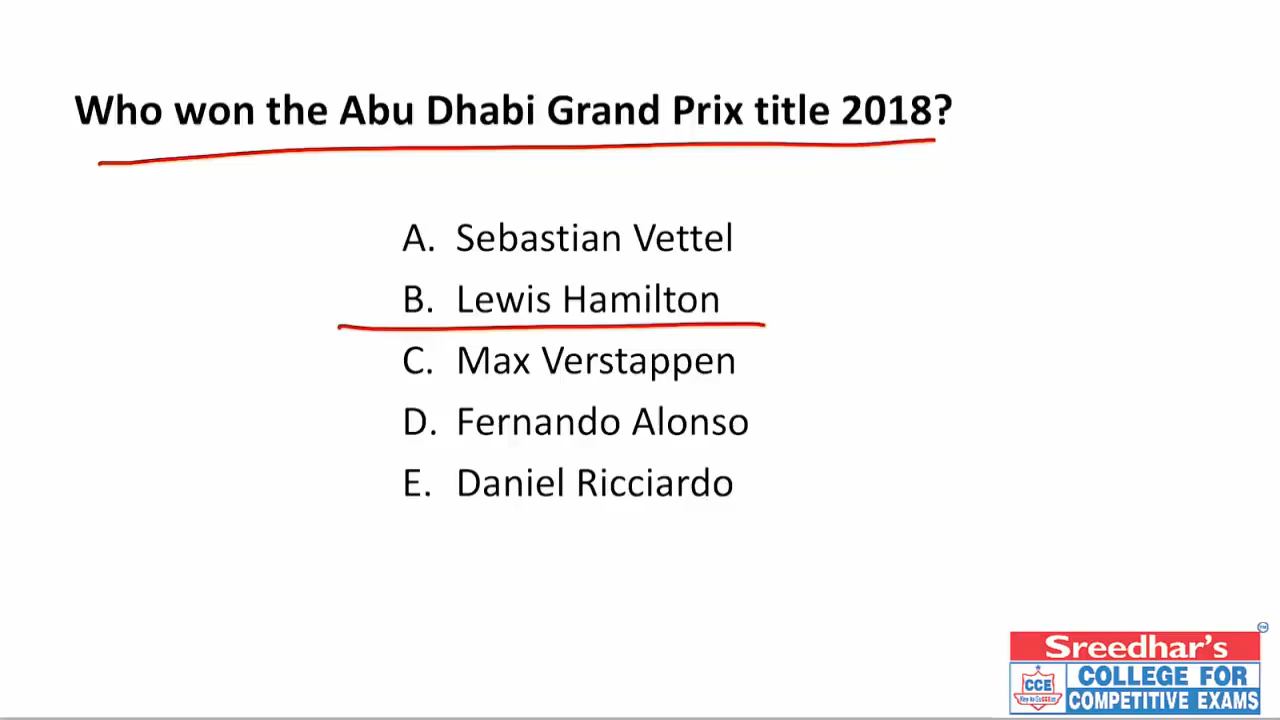 Who won the Abu Dhabi Grand Prix title 2018?
A. Sebastian Vettel
B. Lewis Hamilton
C. Max Verstappen
D. Fernando Alonso
E. Daniel Ricciardo
TM
Sreedhar's
CCE
COLLEGE FOR
COMPETITIVE EXAMS